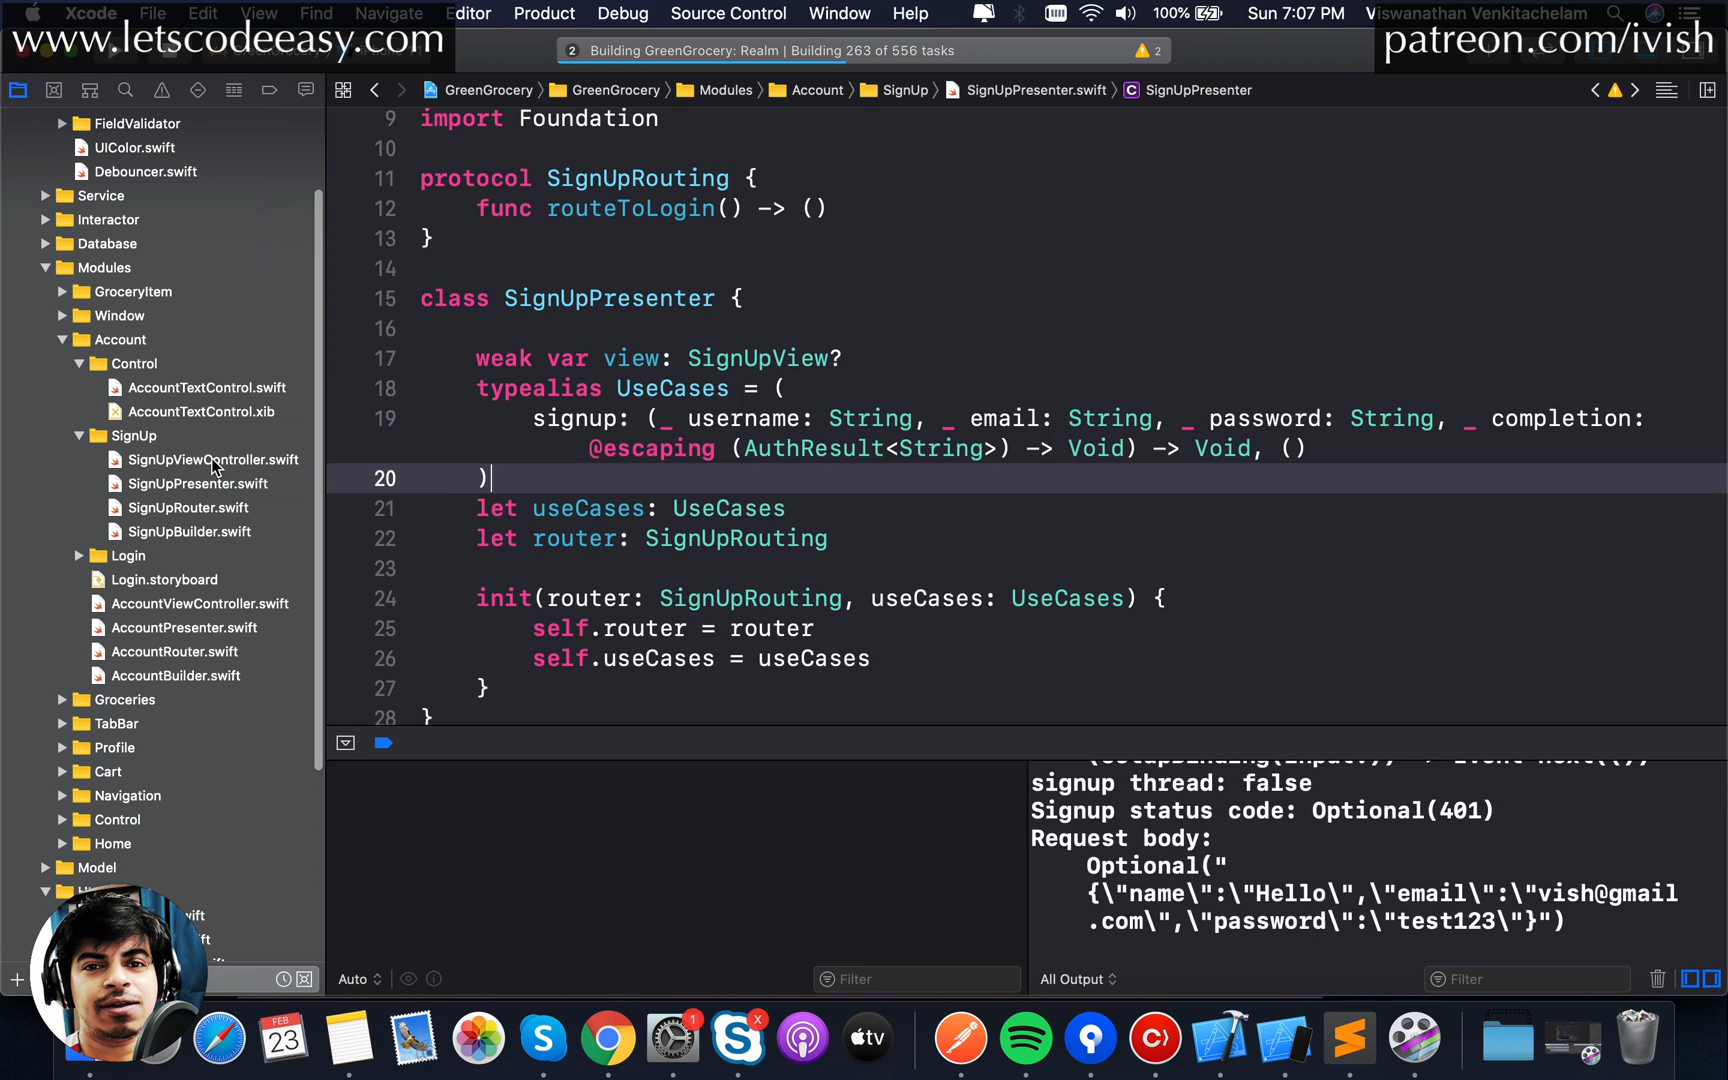 Xcode File Edit View Find Navigate Editor Product Debug Source Control Window Help 100% Sun 7:07 PM Viswanathan Venkitachelam
www.letscodeeasy.com
2 Building GreenGrocery: Realm | Building 263 of 556 tasks 2
patreon.com/ivish
GreenGrocery GreenGrocery Modules Account SignUp SignUpPresenter.swift C SignUpPresenter
FieldValidator
UIColor.swift
Debouncer.swift
Service
Interactor
Database
Modules
GroceryItem
Window
Account
Control
AccountTextControl.swift
AccountTextControl.xib
SignUp
SignUpViewController.swift
SignUpPresenter.swift
SignUpRouter.swift
SignUpBuilder.swift
Login
Login.storyboard
AccountViewController.swift
AccountPresenter.swift
AccountRouter.swift
AccountBuilder.swift
Groceries
TabBar
Profile
Cart
Navigation
Control
Home
Model
9 import Foundation
10
11 protocol SignUpRouting {
12 func routeToLogin() -> ()
13 }
14
15 class SignUpPresenter {
16
17 weak var view: SignUpView?
18 typealias UseCases = (
19 signup: (_ username: String, _ email: String, _ password: String, _ completion:
@escaping (AuthResult<String>) -> Void) -> Void, ()
20 )
21 let useCases: UseCases
22 let router: SignUpRouting
23
24 init(router: SignUpRouting, useCases: UseCases) {
25 self.router = router
26 self.useCases = useCases
27 }
28 }
signup thread: false
Signup status code: Optional(401)
Request body:
Optional("
{\"name\":\"Hello\",\"email\":\"vish@gmail
.com\",\"password\":\"test123\"}")
Auto Filter All Output Filter
FEB
23
tv
1
X